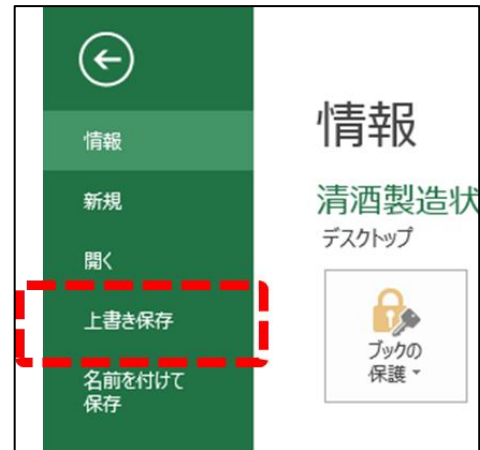 情報
新規
開く
上書き保存
名前を付けて
保存
情報
清酒製造状
デスクトップ
ブックの
保護